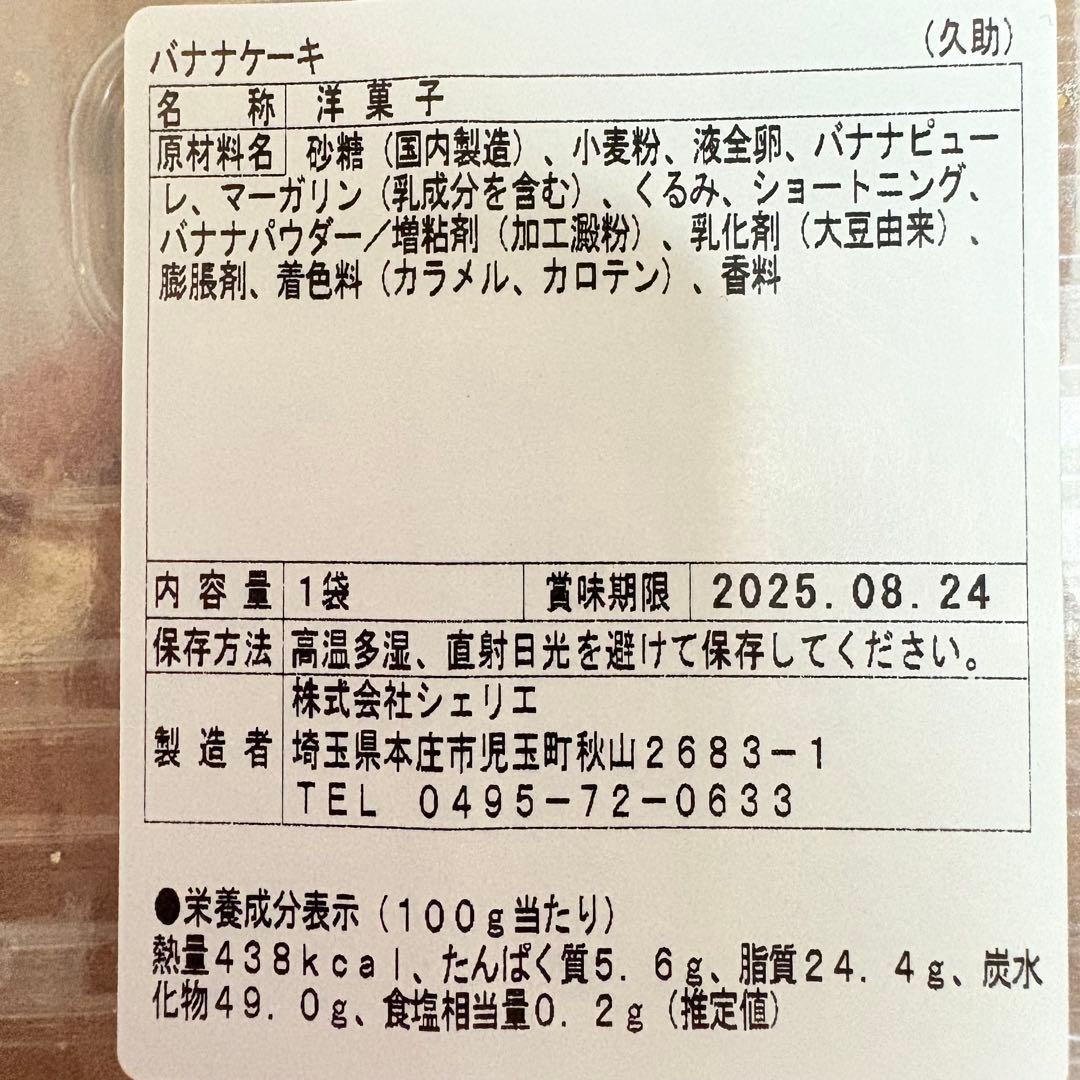 バナナケーキ (久助)
名称 洋菓子
原材料名 砂糖（国内製造）、小麦粉、液全卵、バナナピュー
レ、マーガリン（乳成分を含む）、くるみ、ショートニング、
バナナパウダー／増粘剤（加工澱粉）、乳化剤（大豆由来）、
膨脹剤、着色料（カラメル、カロテン）、香料
内容量 1袋 賞味期限 2025.08.24
保存方法 高温多湿、直射日光を避けて保存してください。
株式会社シェリエ
製造者 埼玉県本庄市児玉町秋山２６８３－１
ＴＥＬ ０４９５－７２－０６３３
●栄養成分表示（１００ｇ当たり）
熱量４３８ｋｃａｌ、たんぱく質５．６ｇ、脂質２４．４ｇ、炭水
化物４９．０ｇ、食塩相当量０．２ｇ（推定値）